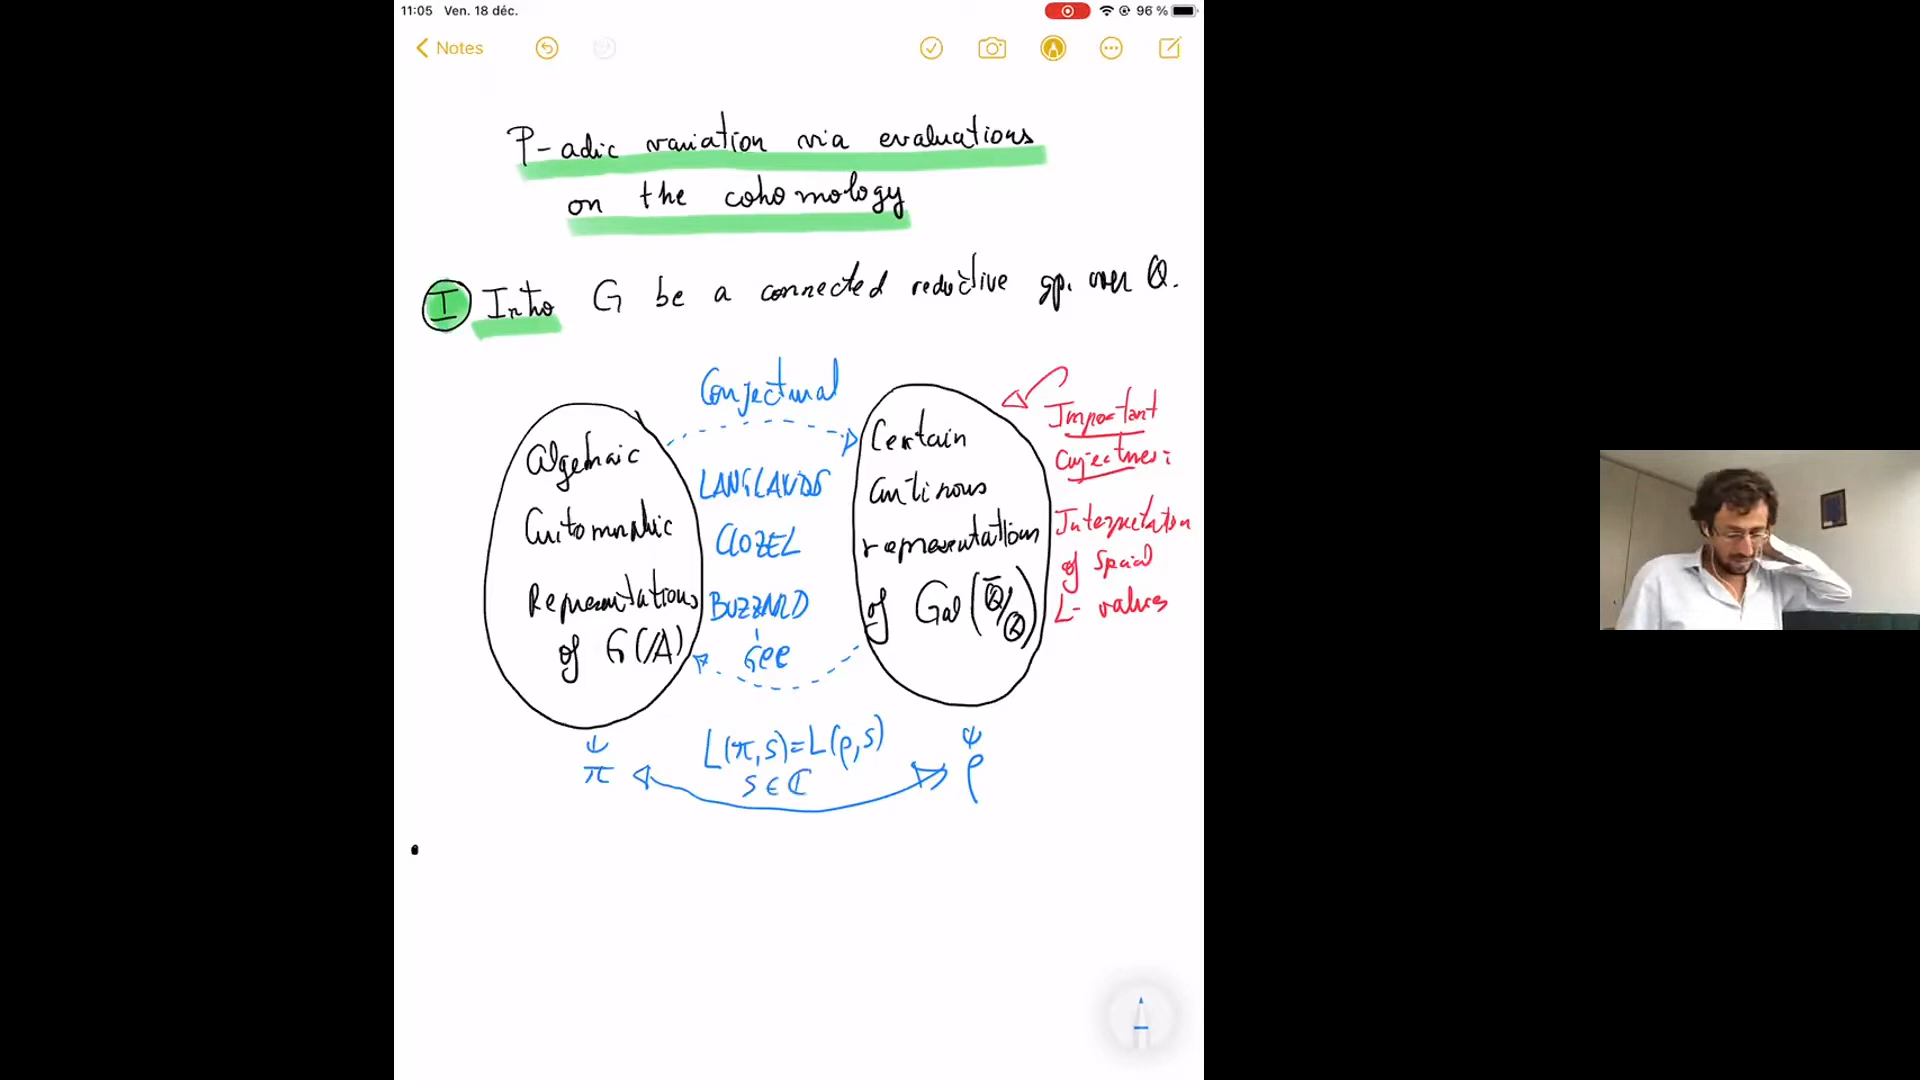 11:05 Ven. 18 déc.
96 %
Notes
P-adic variation via evaluations
on the cohomology
I Intro G be a connected reductive gp. over Q.
Conjectural
Algebraic
Automorphic
Representations
of G(/A)
LANGLANDS
CLOZEL
BUZZARD
Gee
Certain
Continous
representations
of Gal(Q̄/Q)
Important
Conjectures:
Interpretation
of Special
L-values
π
L(π,s)=L(ρ,s)
s ∈ ℂ
ρ